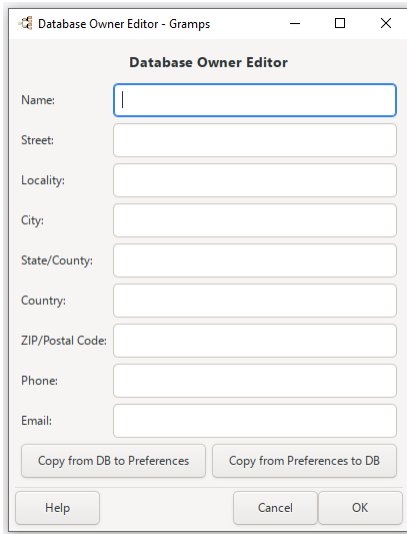 Database Owner Editor - Gramps
Database Owner Editor
Name:
Street:
Locality:
City:
State/County:
Country:
ZIP/Postal Code:
Phone:
Email:
Copy from DB to Preferences Copy from Preferences to DB
Help Cancel OK